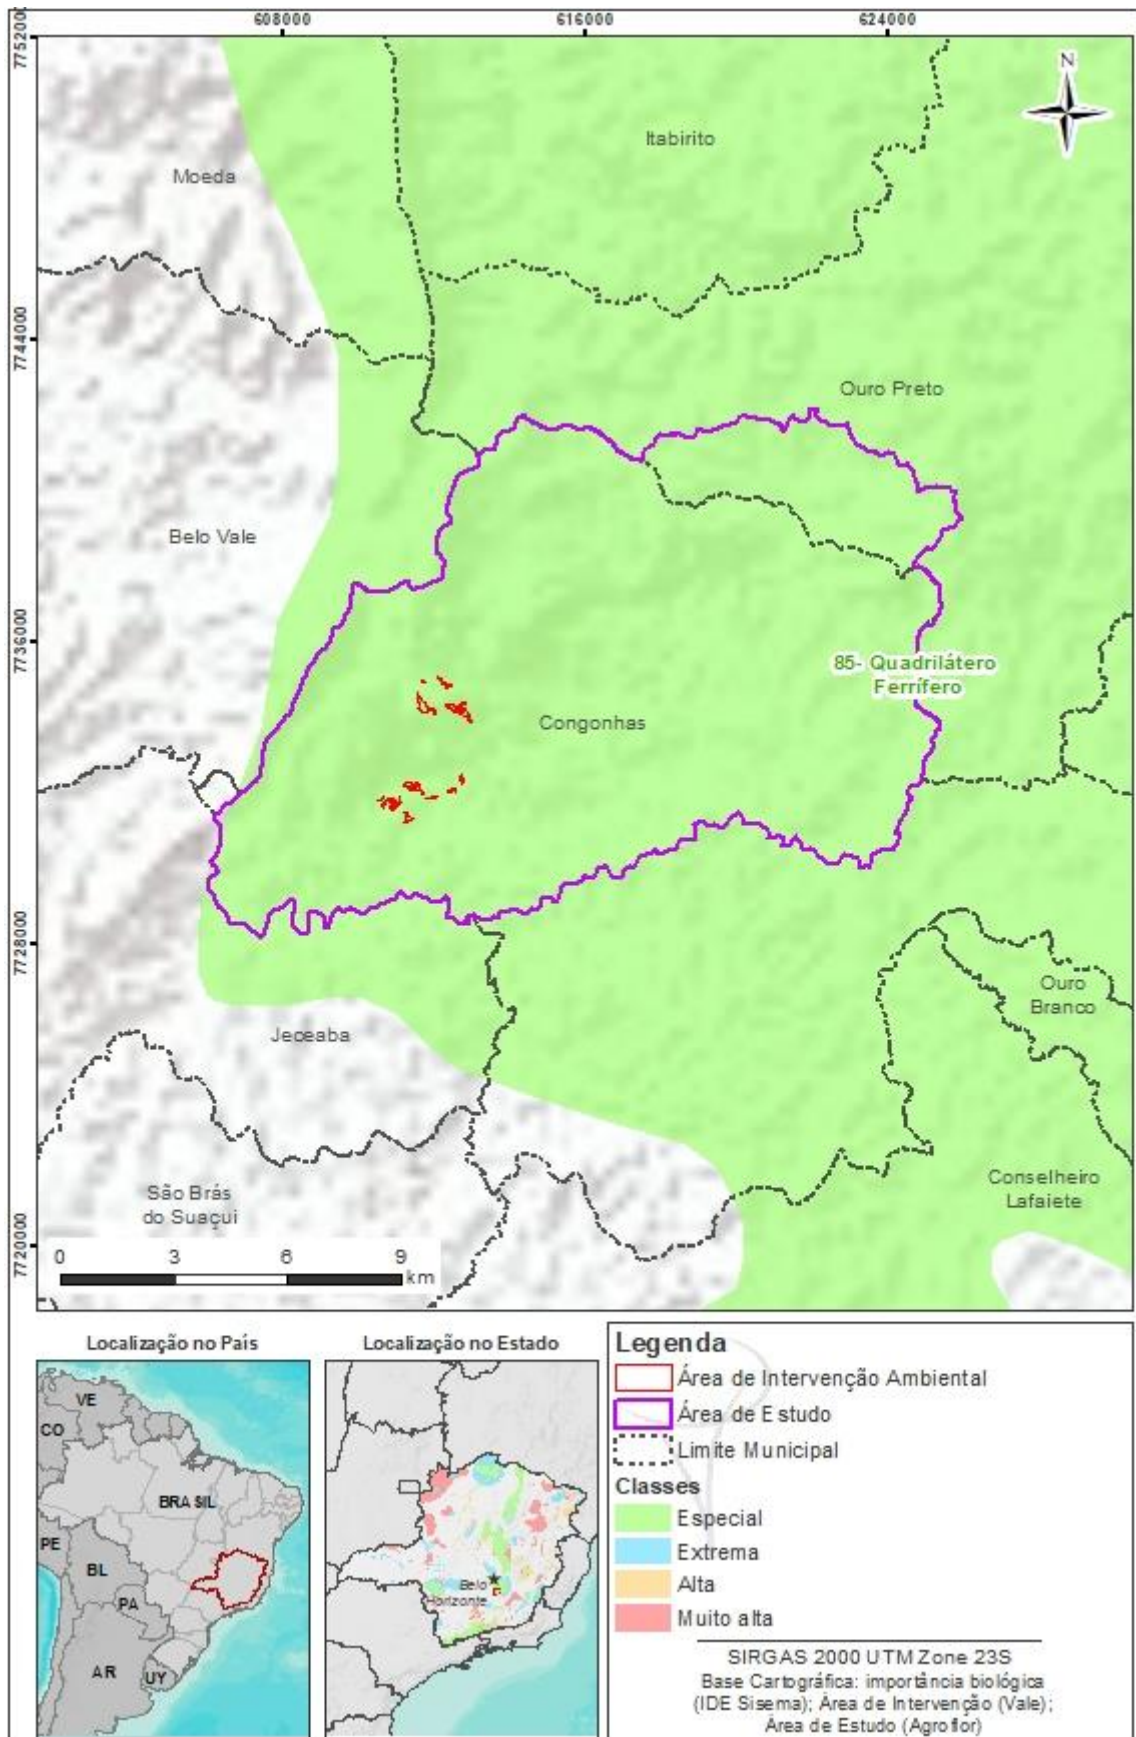 608000
616000
624000
7752000
7744000
7736000
7728000
7720000
N
Itabirito
Moeda
Ouro Preto
Belo Vale
85- Quadrilátero
Ferrífero
Congonhas
Ouro
Branco
Jeceaba
Conselheiro
Lafaiete
São Brás
do Suaçuí
0 3 6 9
km
Localização no País
VE
CO
BRASIL
PE
BL
PA
AR
UY
Localização no Estado
Belo
Horizonte
Legenda
Área de Intervenção Ambiental
Área de Estudo
Limite Municipal
Classes
Especial
Extrema
Alta
Muito alta
SIRGAS 2000 UTM Zone 23S
Base Cartográfica: importância biológica
(IDE Sisema); Área de Intervenção (Vale);
Área de Estudo (Agroflor)